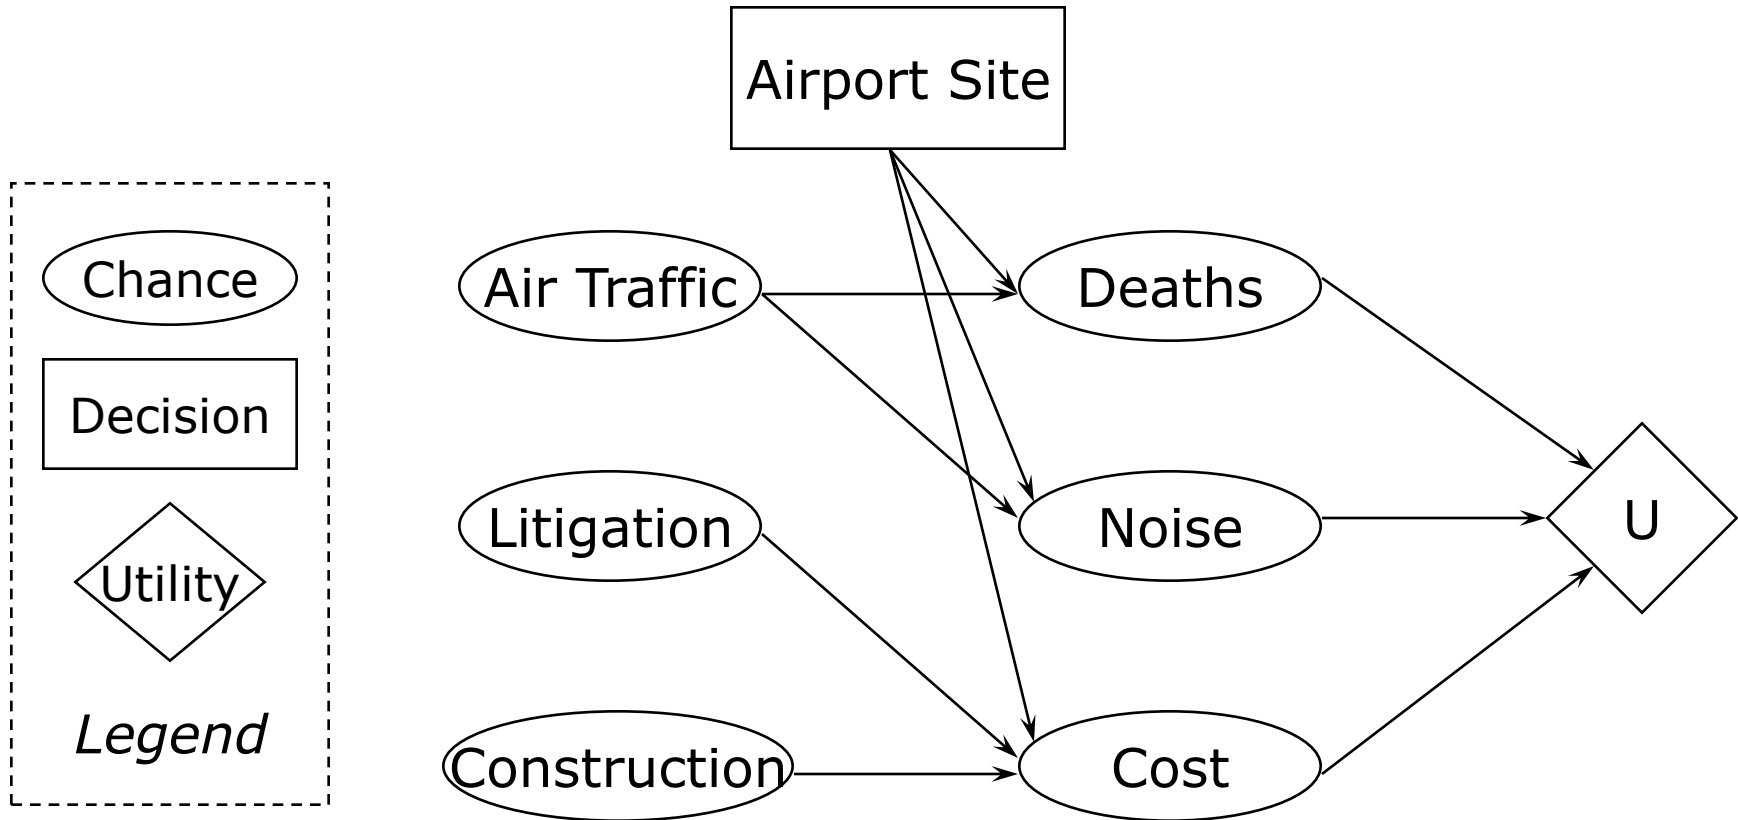 Airport Site
Chance
Decision
Utility
Legend
Air Traffic
Deaths
Litigation
Noise
U
Construction
Cost